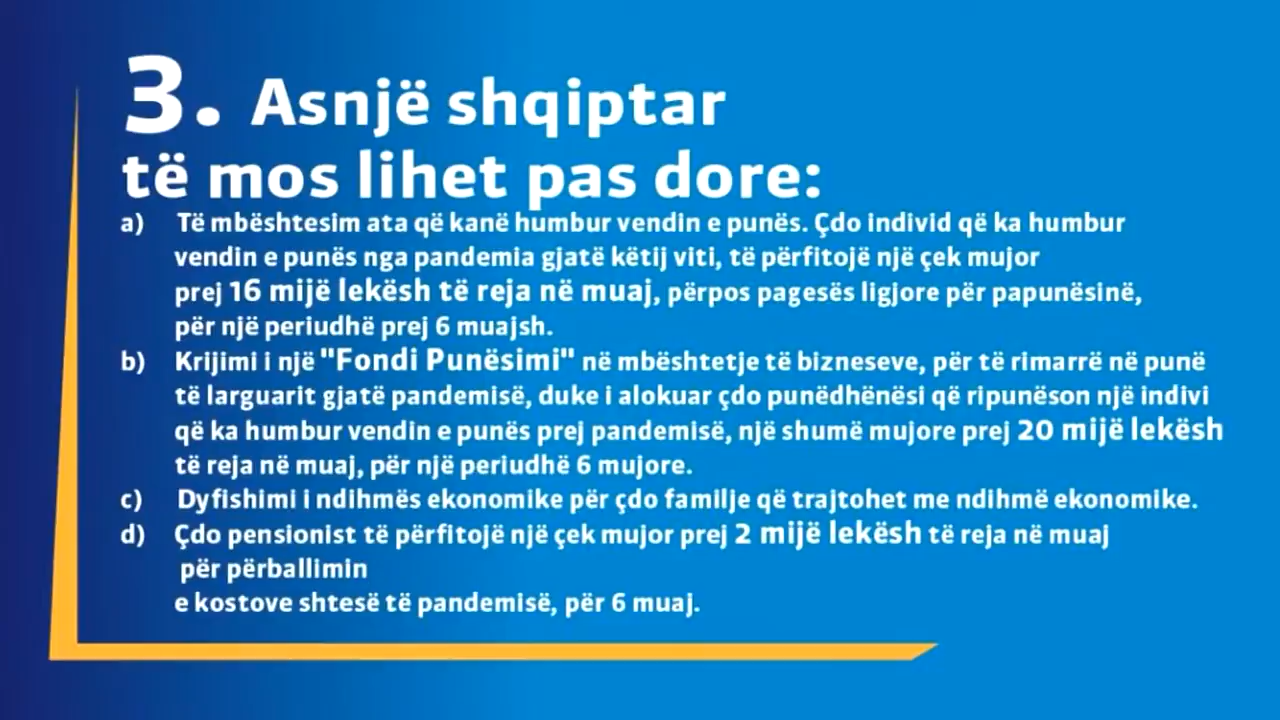 3. Asnjë shqiptar
të mos lihet pas dore:
a) Të mbështesim ata që kanë humbur vendin e punës. Çdo individ që ka humbur
vendin e punës nga pandemia gjatë këtij viti, të përfitojë një çek mujor
prej 16 mijë lekësh të reja në muaj, përpos pagesës ligjore për papunësinë,
për një periudhë prej 6 muajsh.
b) Krijimi i një "Fondi Punësimi" në mbështetje të bizneseve, për të rimarrë në punë
të larguarit gjatë pandemisë, duke i alokuar çdo punëdhënësi që ripunëson një indivi
që ka humbur vendin e punës prej pandemisë, një shumë mujore prej 20 mijë lekësh
të reja në muaj, për një periudhë 6 mujore.
c) Dyfishimi i ndihmës ekonomike për çdo familje që trajtohet me ndihmë ekonomike.
d) Çdo pensionist të përfitojë një çek mujor prej 2 mijë lekësh të reja në muaj
për përballimin
e kostove shtesë të pandemisë, për 6 muaj.